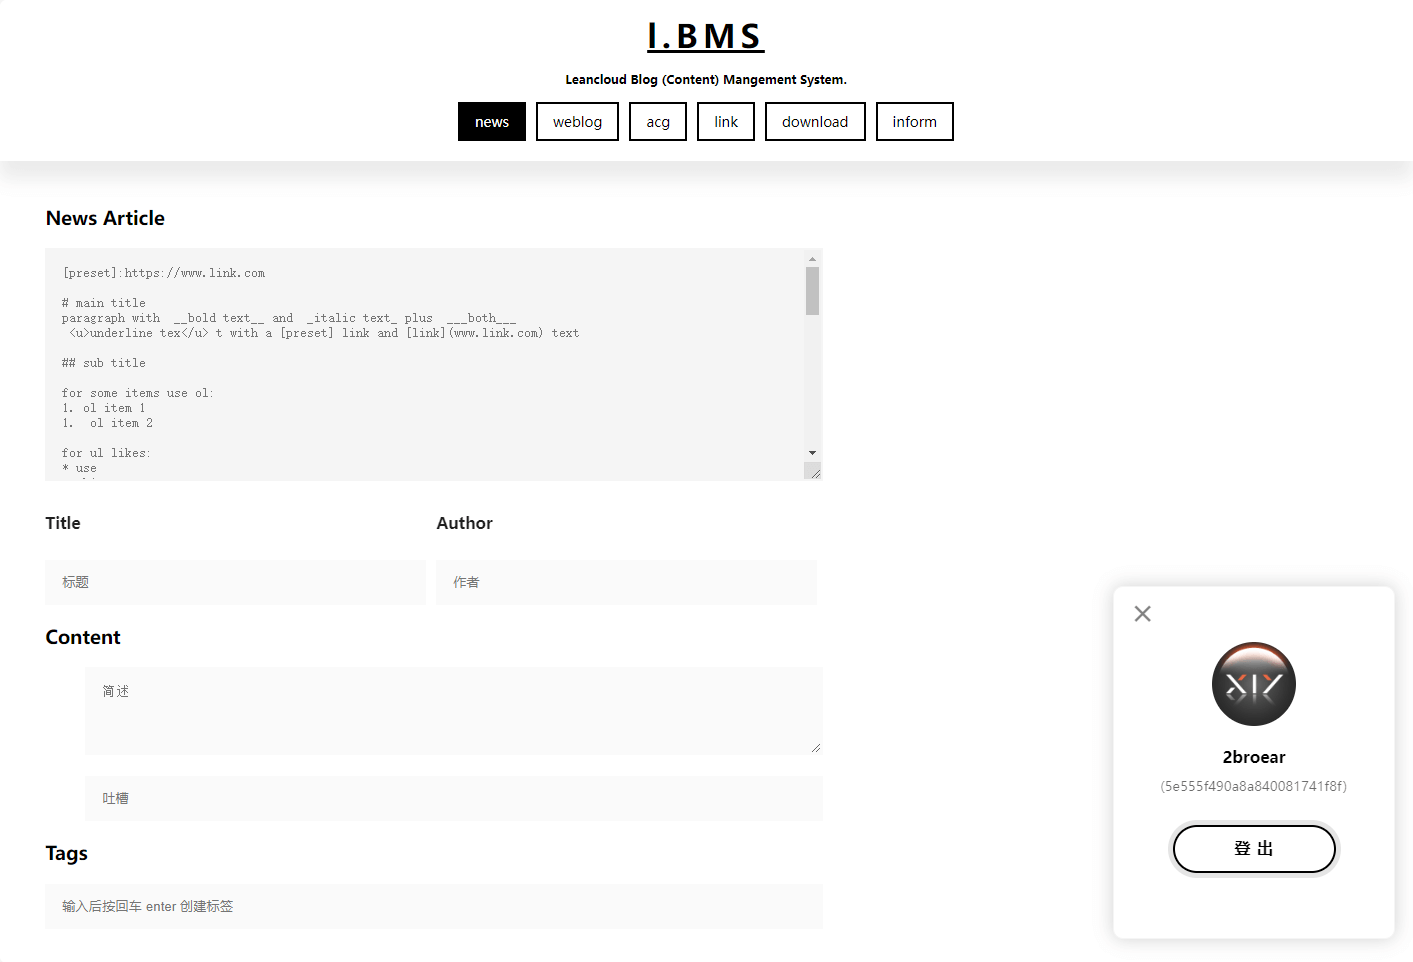 l.BMS
Leancloud Blog (Content) Mangement System.
news weblog acg link download inform
News Article
[preset]:https://www.link.com
# main title
paragraph with  __bold text__ and  _italic text_ plus  ___both___
<u>underline tex</u> t with a [preset] link and [link](www.link.com) text
## sub title
for some items use ol:
1. ol item 1
1.  ol item 2
for ul likes:
* use
Title Author
标题 作者
Content
简述
吐槽
Tags
输入后按回车 enter 创建标签
XIX
2broear
(5e555f490a8a840081741f8f)
登 出